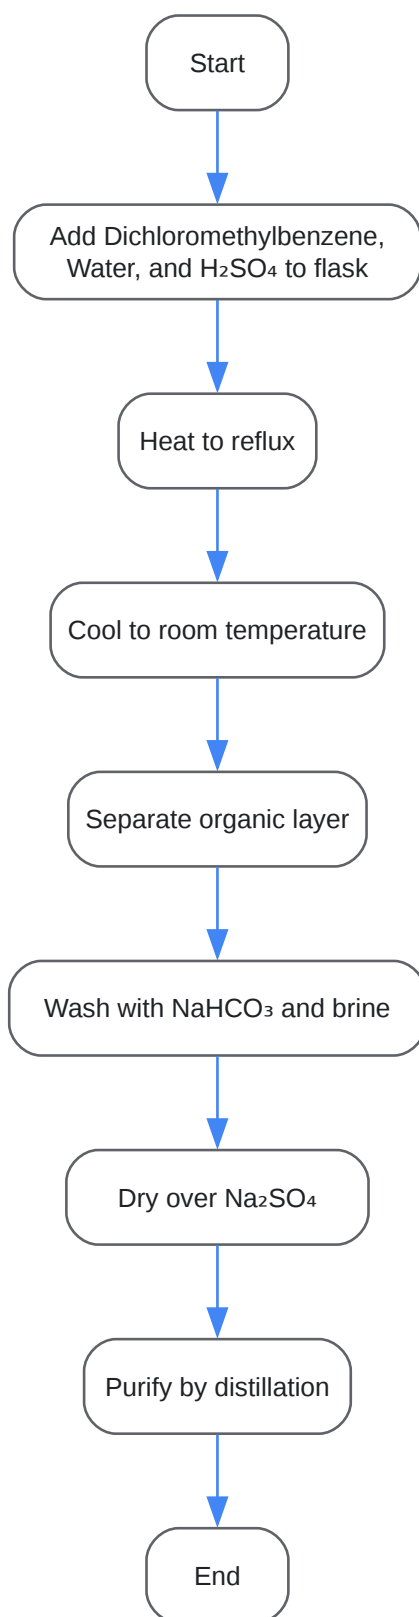 Start
Add Dichloromethylbenzene,
Water, and H₂SO₄ to flask
Heat to reflux
Cool to room temperature
Separate organic layer
Wash with NaHCO₃ and brine
Dry over Na₂SO₄
Purify by distillation
End